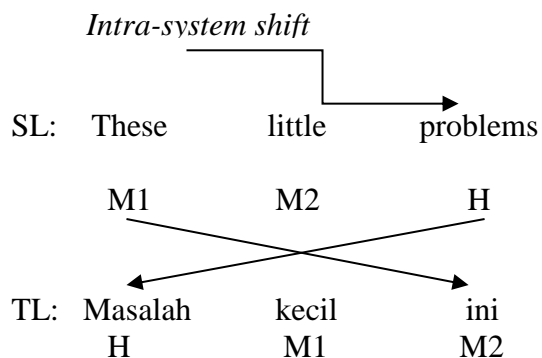 Intra-system shift
SL: These little problems
M1 M2 H
TL: Masalah kecil ini
H M1 M2